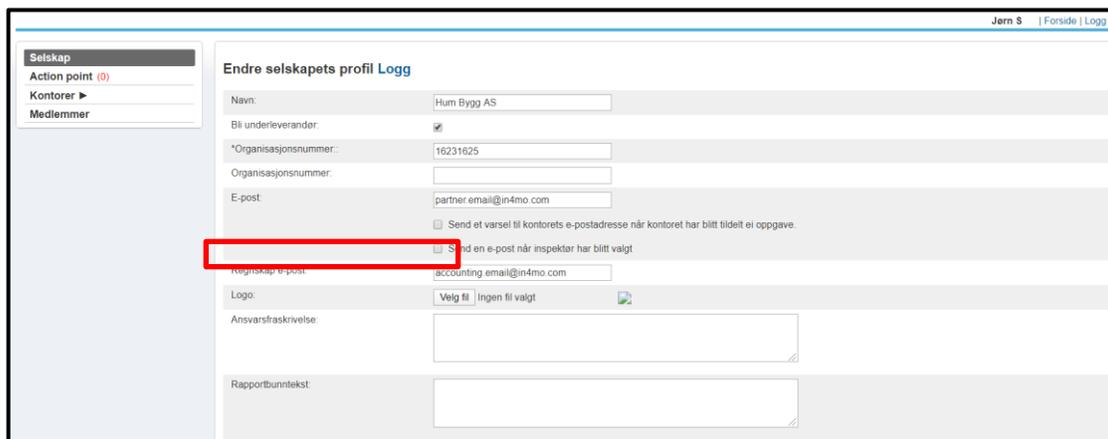 Jørn S | Forside | Logg
Selskap
Action point (0)
Kontorer ►
Medlemmer
Endre selskapets profil Logg
Navn: Hum Bygg AS
Bli underleverandør:
*Organisasjonsnummer:: 16231625
Organisasjonsnummer:
E-post: partner.email@in4mo.com
Send et varsel til kontorets e-postadresse når kontoret har blitt tildelt ei oppgave.
Send en e-post når inspektør har blitt valgt
Regnskap e-post: accounting.email@in4mo.com
Logo: Velg fil Ingen fil valgt
Ansvarsfraskrivelse:
Rapportbunntekst: